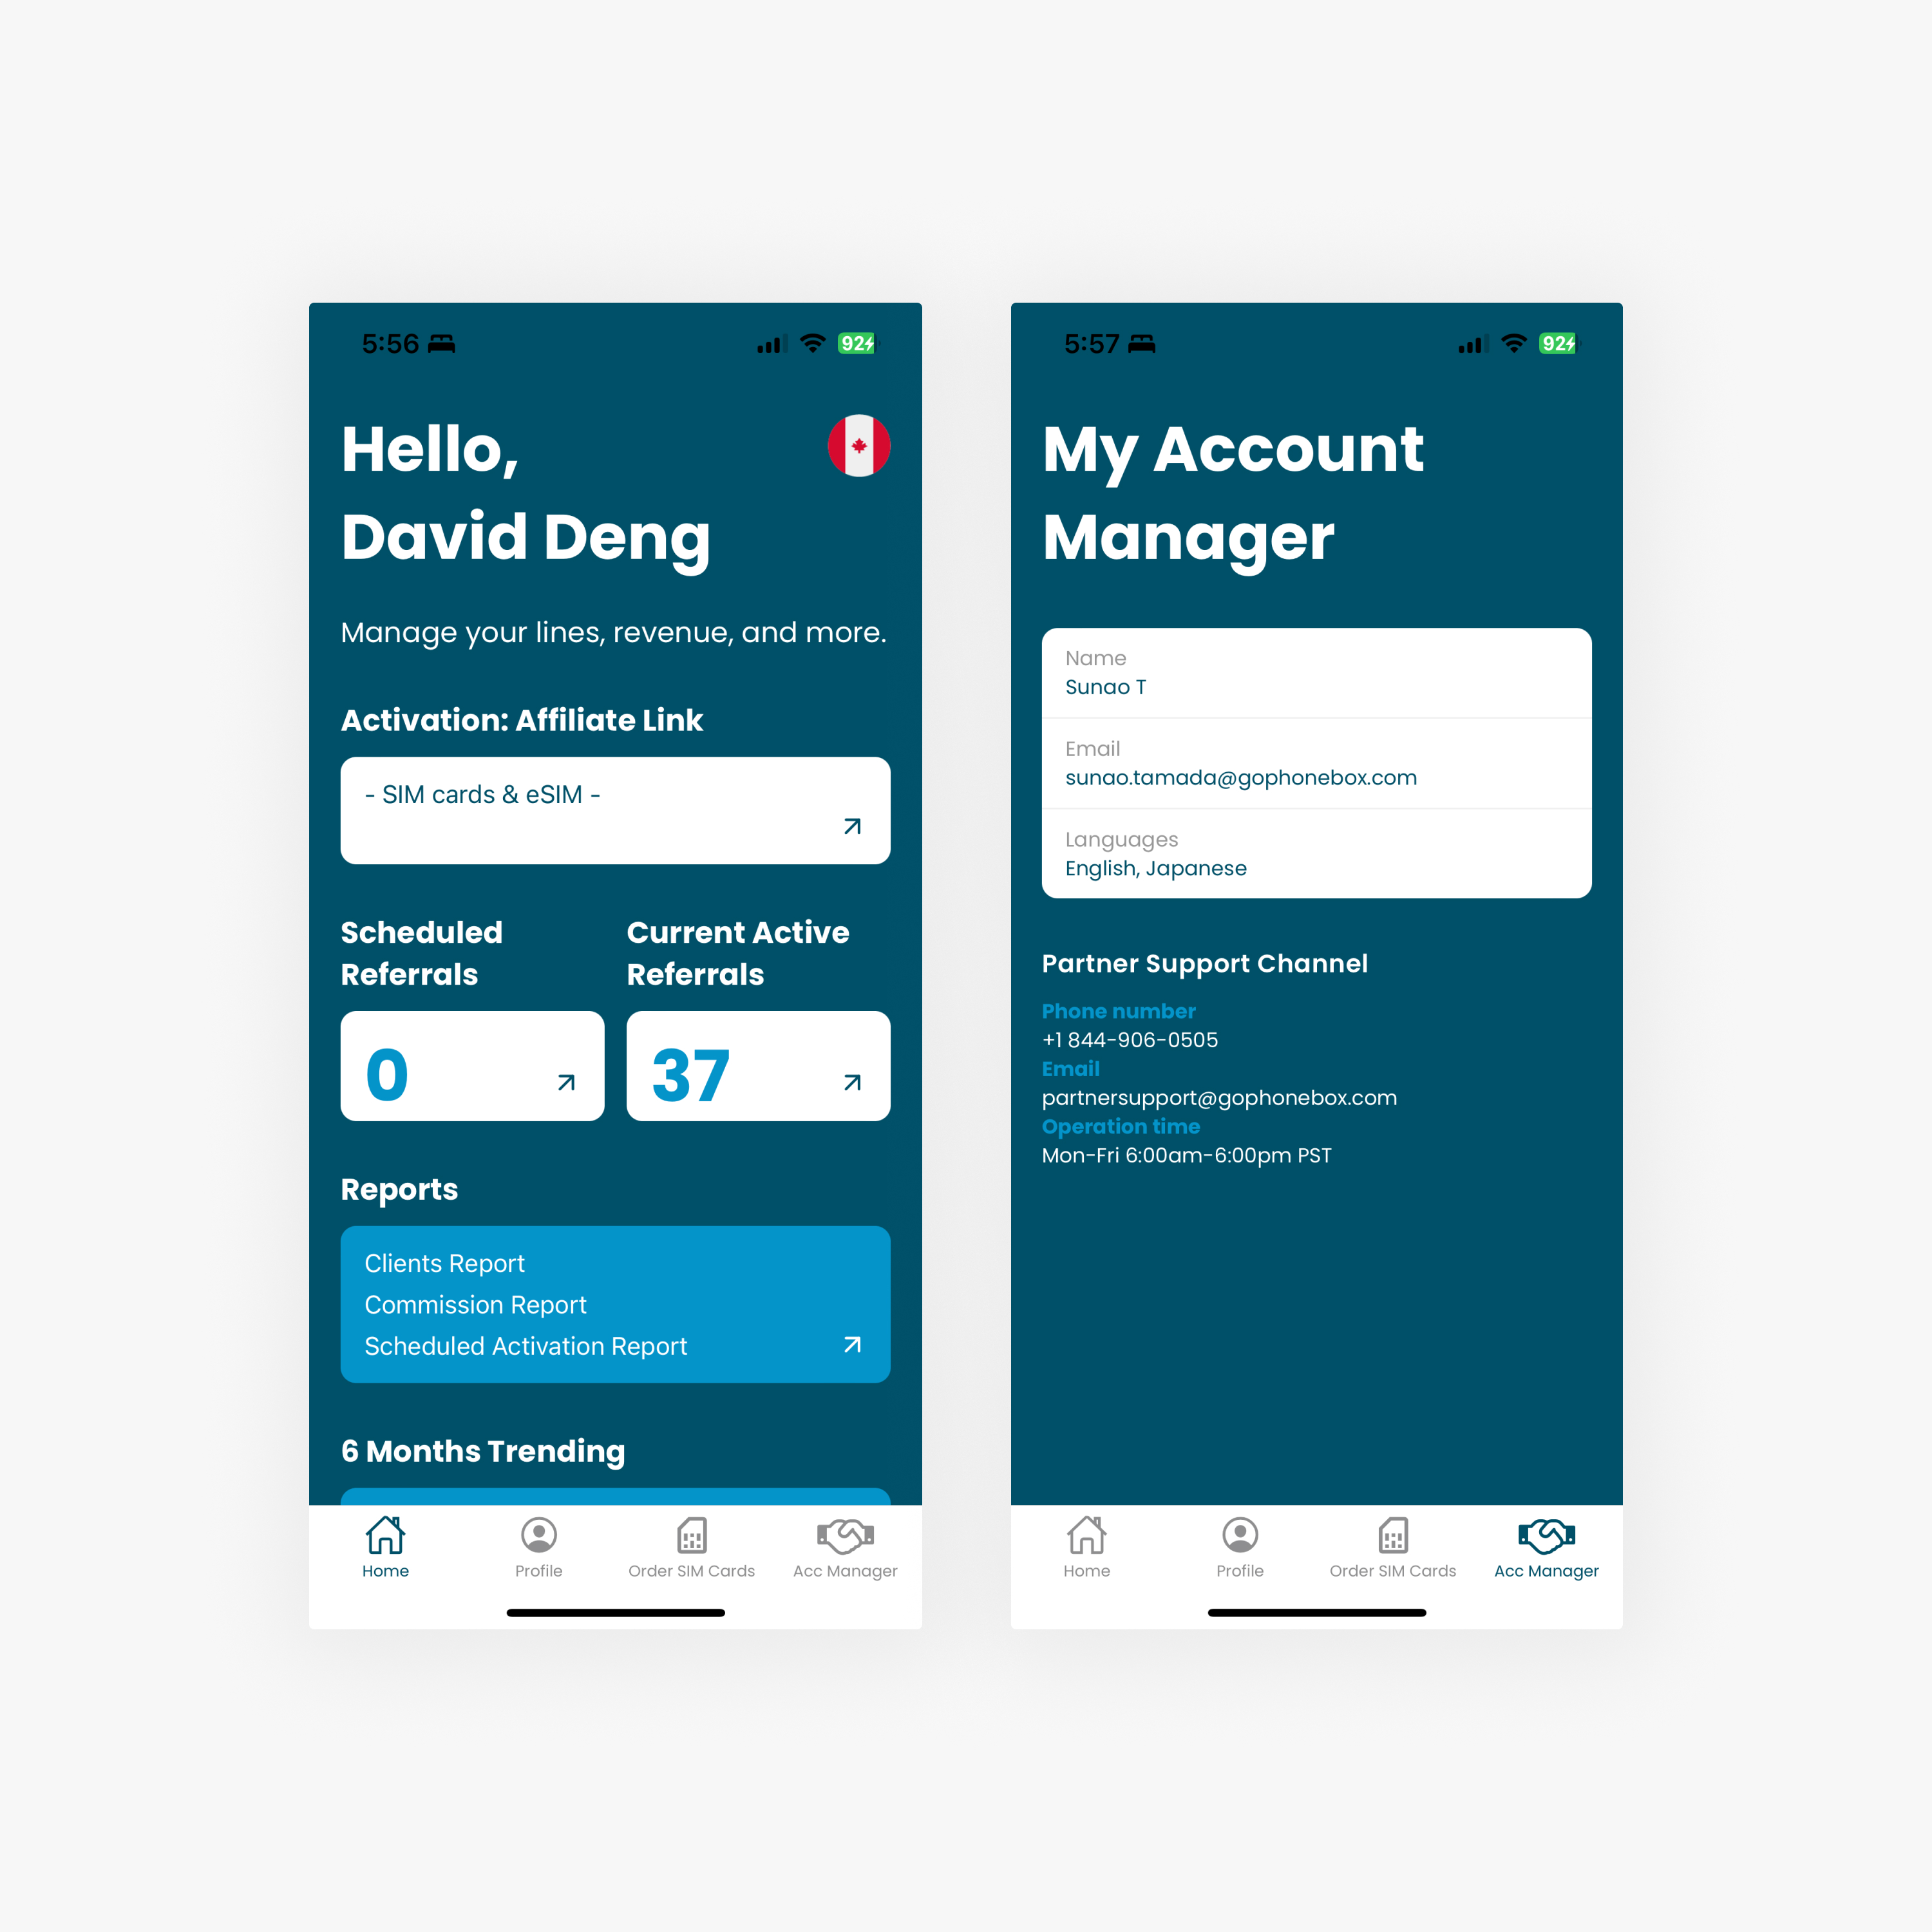 5:56
92
Hello,
David Deng
Manage your lines, revenue, and more.
Activation: Affiliate Link
- SIM cards & eSIM -
Scheduled
Referrals
Current Active
Referrals
0
37
Reports
Clients Report
Commission Report
Scheduled Activation Report
6 Months Trending
Home
Profile
Order SIM Cards
Acc Manager
5:57
92
My Account
Manager
Name
Sunao T
Email
sunao.tamada@gophonebox.com
Languages
English, Japanese
Partner Support Channel
Phone number
+1 844-906-0505
Email
partnersupport@gophonebox.com
Operation time
Mon-Fri 6:00am-6:00pm PST
Home
Profile
Order SIM Cards
Acc Manager